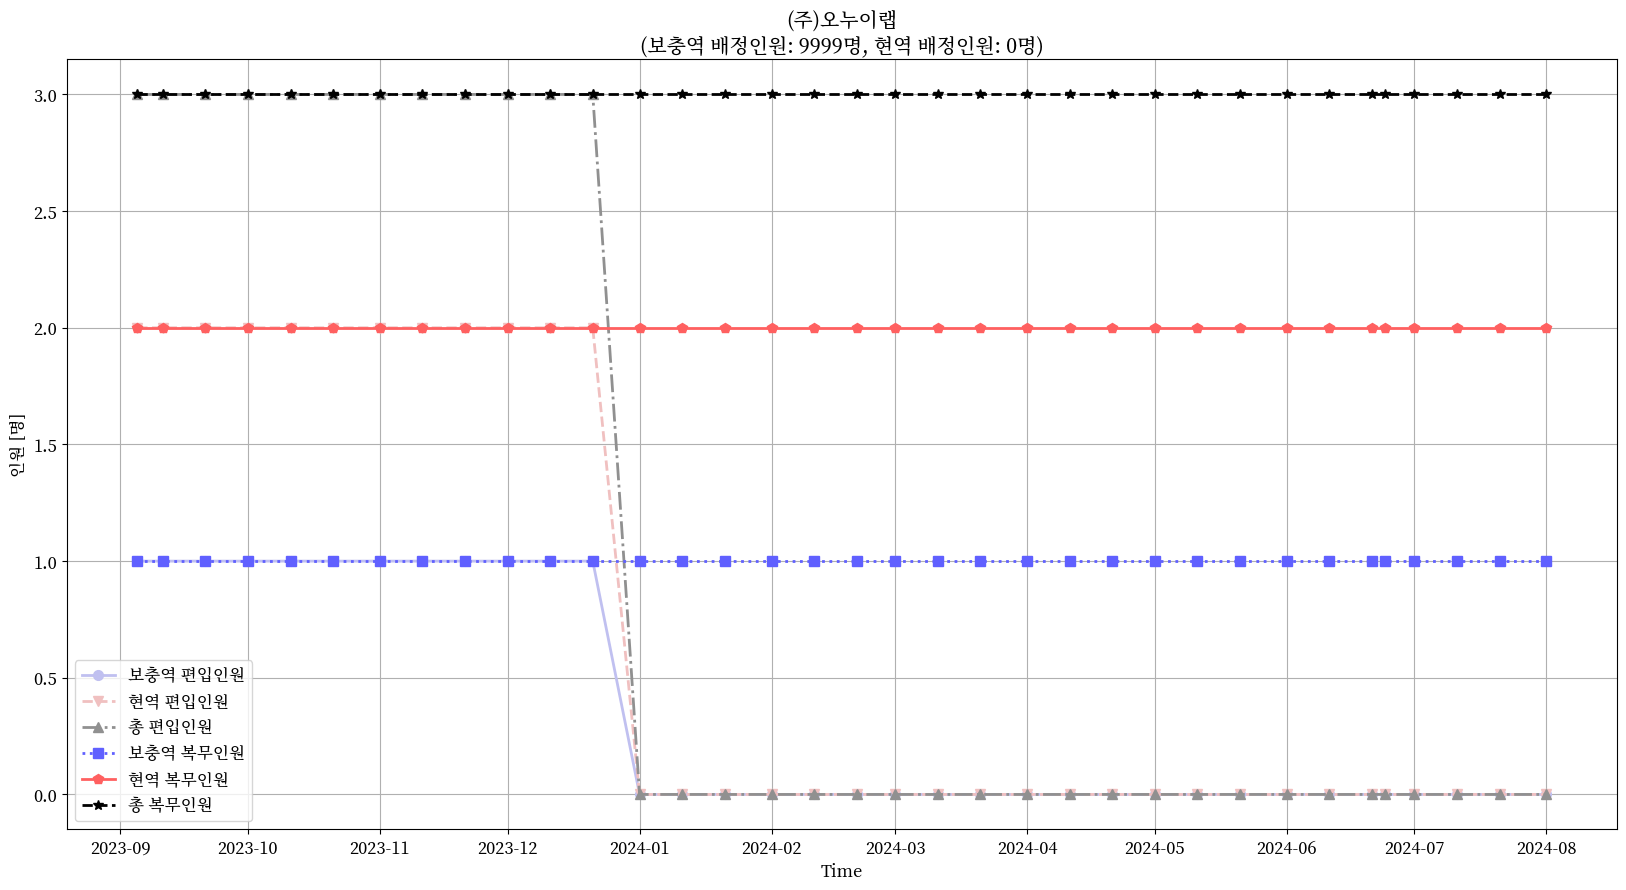 (주)오누이랩
(보충역 배정인원: 9999명, 현역 배정인원: 0명)
3.0
2.5
2.0
1.5
1.0
0.5
0.0
인원 [명]
보충역 편입인원
현역 편입인원
총 편입인원
보충역 복무인원
현역 복무인원
총 복무인원
2023-09 2023-10 2023-11 2023-12 2024-01 2024-02 2024-03 2024-04 2024-05 2024-06 2024-07 2024-08
Time